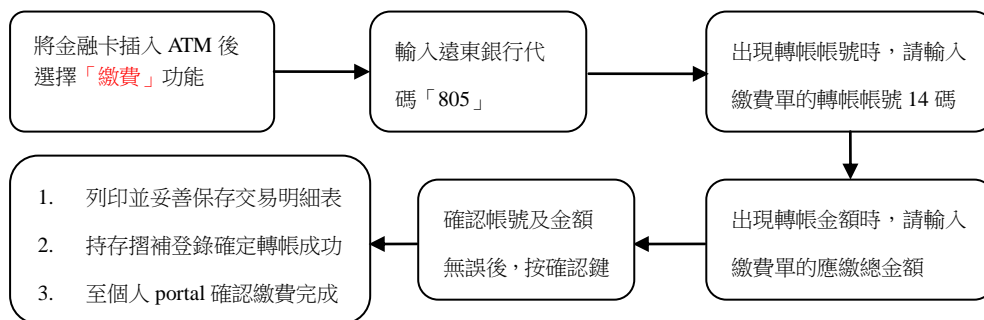 將金融卡插入 ATM 後
選擇「繳費」功能
輸入遠東銀行代
碼「805」
出現轉帳帳號時，請輸入
繳費單的轉帳帳號 14 碼
出現轉帳金額時，請輸入
繳費單的應繳總金額
確認帳號及金額
無誤後，按確認鍵
1. 列印並妥善保存交易明細表
2. 持存摺補登錄確定轉帳成功
3. 至個人 portal 確認繳費完成